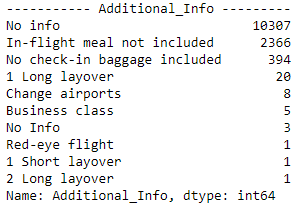 ----------- Additional_Info ---------
No info 10307
In-flight meal not included 2366
No check-in baggage included 394
1 Long layover 20
Change airports 8
Business class 5
No Info 3
Red-eye flight 1
1 Short layover 1
2 Long layover 1
Name: Additional_Info, dtype: int64